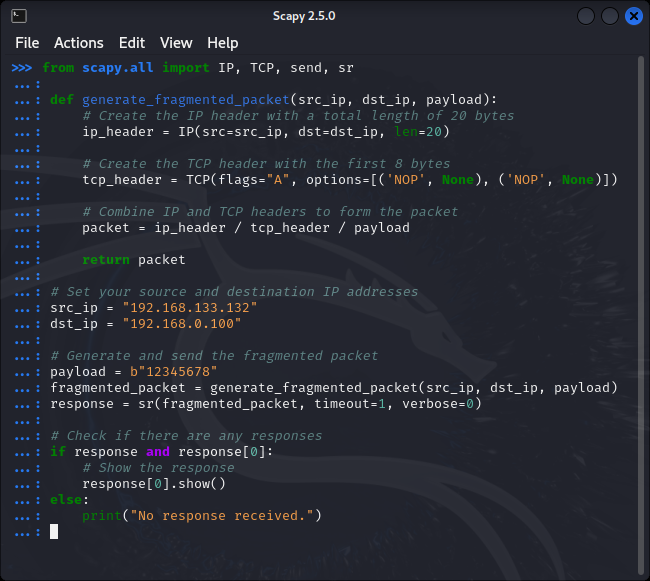 Scapy 2.5.0
File Actions Edit View Help
>>> from scapy.all import IP, TCP, send, sr
...:
...: def generate_fragmented_packet(src_ip, dst_ip, payload):
...:     # Create the IP header with a total length of 20 bytes
...:     ip_header = IP(src=src_ip, dst=dst_ip, len=20)
...:
...:     # Create the TCP header with the first 8 bytes
...:     tcp_header = TCP(flags="A", options=[('NOP', None), ('NOP', None)])
...:
...:     # Combine IP and TCP headers to form the packet
...:     packet = ip_header / tcp_header / payload
...:
...:     return packet
...:
...: # Set your source and destination IP addresses
...: src_ip = "192.168.133.132"
...: dst_ip = "192.168.0.100"
...:
...: # Generate and send the fragmented packet
...: payload = b"12345678"
...: fragmented_packet = generate_fragmented_packet(src_ip, dst_ip, payload)
...: response = sr(fragmented_packet, timeout=1, verbose=0)
...:
...: # Check if there are any responses
...: if response and response[0]:
...:     # Show the response
...:     response[0].show()
...: else:
...:     print("No response received.")
...: